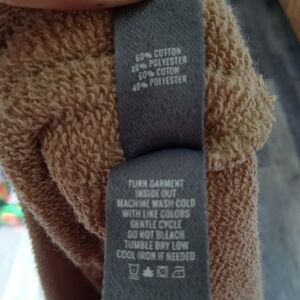 60% COTTON
40% POLYESTER
60% COTON
40% POLYESTER
TURN GARMENT
INSIDE OUT
MACHINE WASH COLD
WITH LIKE COLORS
GENTLE CYCLE
DO NOT BLEACH
TUMBLE DRY LOW
COOL IRON IF NEEDED